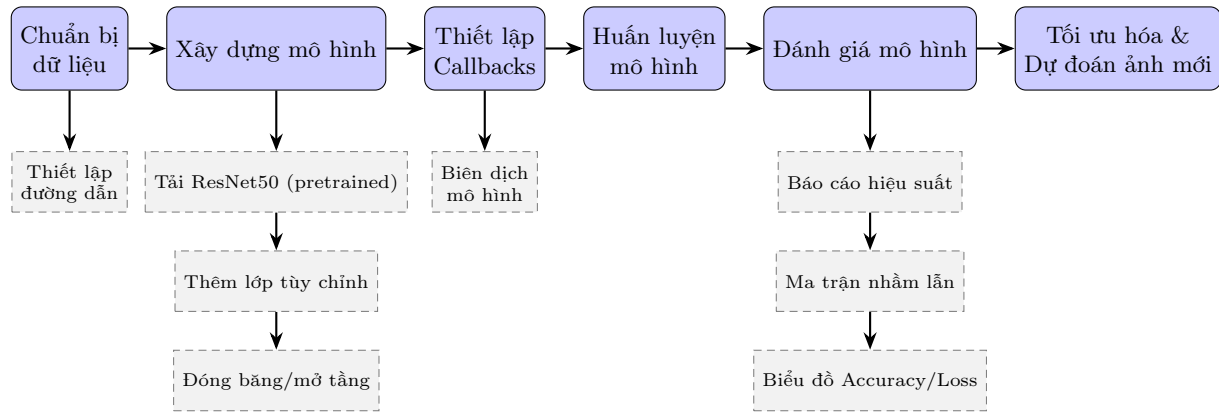 Chuẩn bị
dữ liệu
Xây dựng mô hình
Thiết lập
Callbacks
Huấn luyện
mô hình
Đánh giá mô hình
Tối ưu hóa &
Dự đoán ảnh mới
Thiết lập
đường dẫn
Tải ResNet50 (pretrained)
Biên dịch
mô hình
Báo cáo hiệu suất
Thêm lớp tùy chỉnh
Ma trận nhầm lẫn
Đóng băng/mở tầng
Biểu đồ Accuracy/Loss